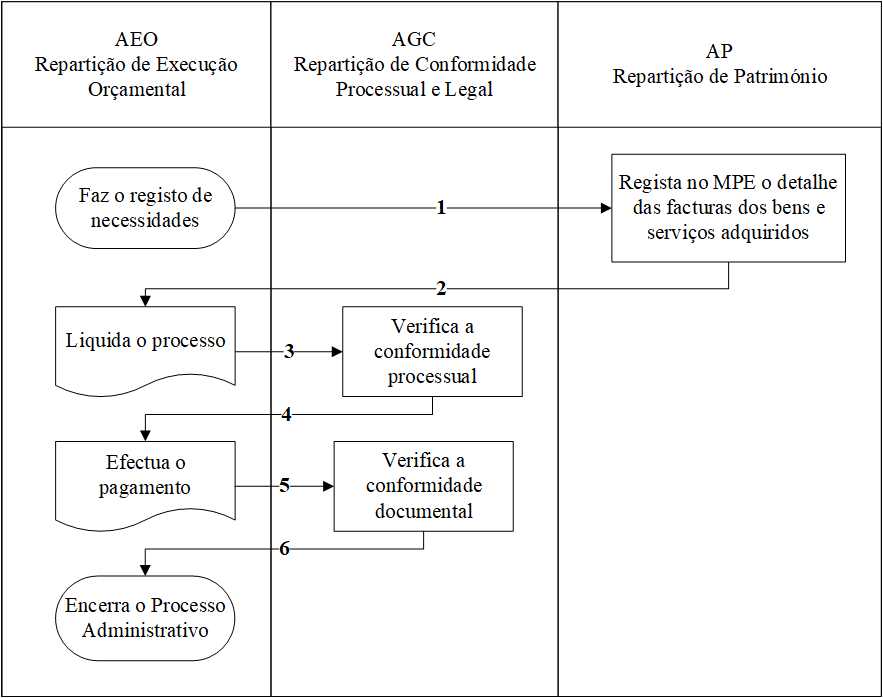 AEO
Repartição de Execução
Orçamental
AGC
Repartição de Conformidade
Processual e Legal
AP
Repartição de Património
Faz o registo de
necessidades
1
Regista no MPE o detalhe
das facturas dos bens e
serviços adquiridos
2
Liquida o processo
3
Verifica a
conformidade
processual
4
Efectua o
pagamento
5
Verifica a
conformidade
documental
6
Encerra o Processo
Administrativo